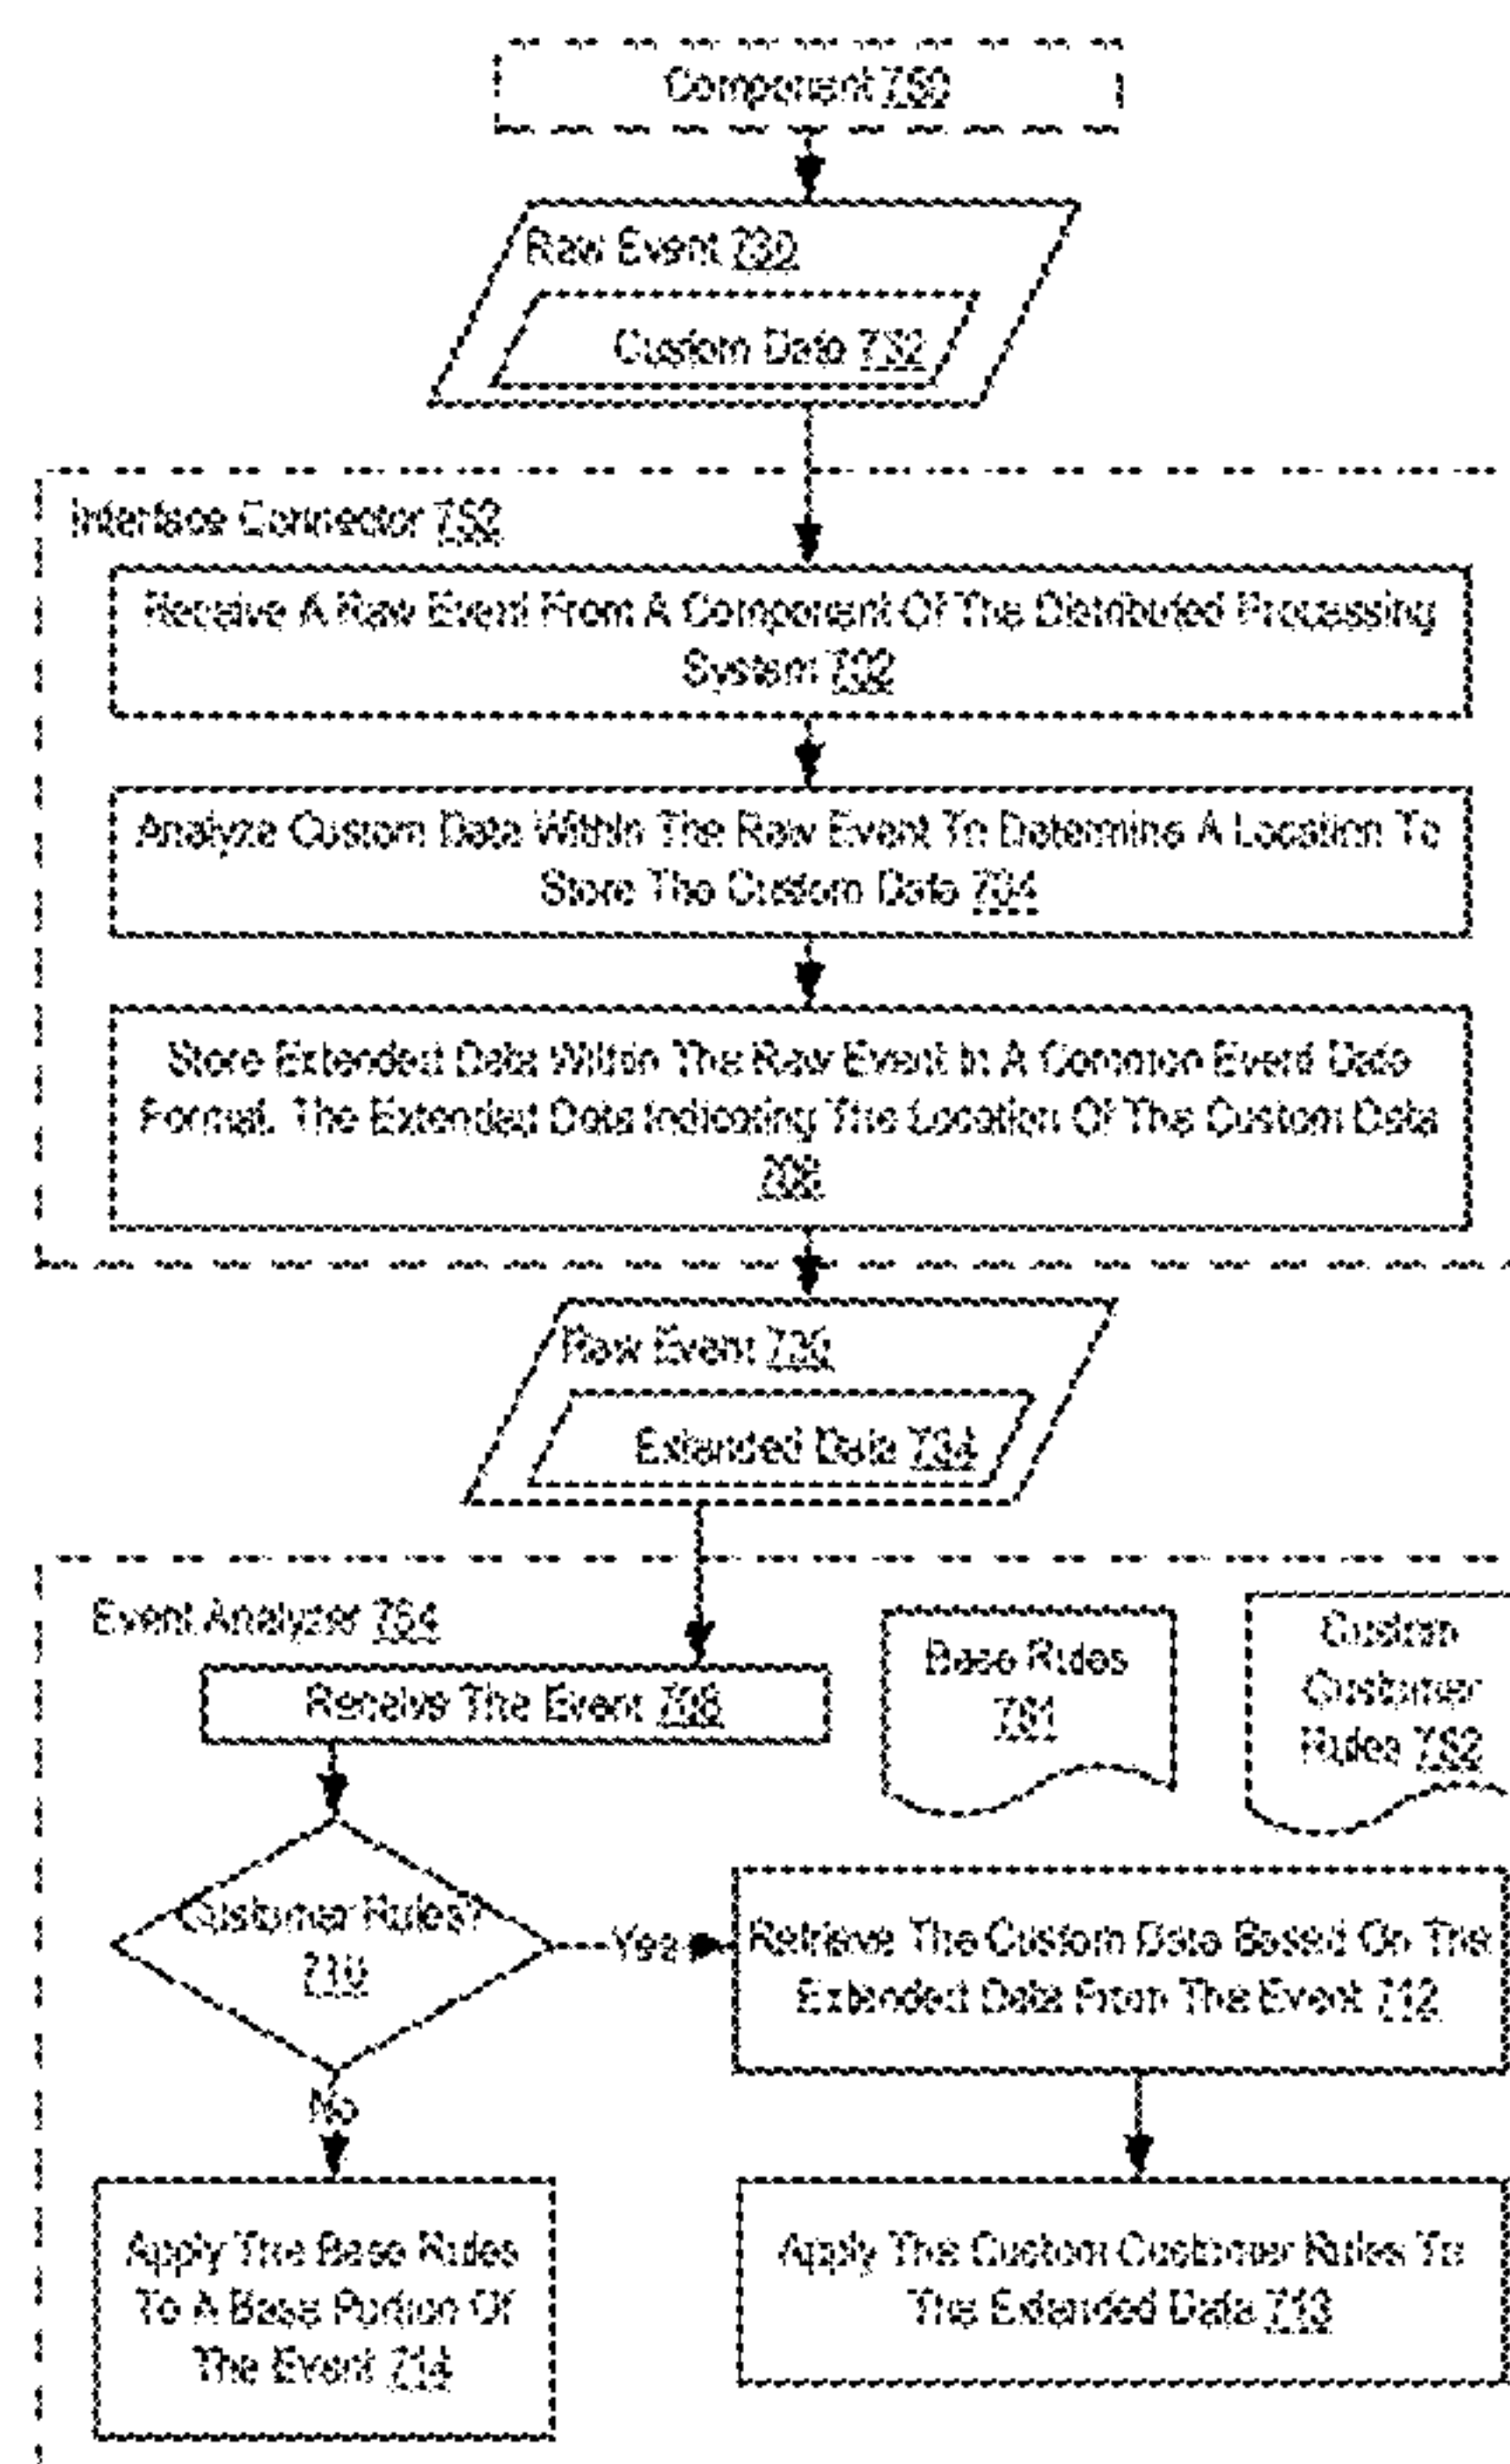 Component 750
Raw Event 730
Custom Data 732
Interface Connector 752
Receive A Raw Event From A Component Of The Distributed Processing
System 702
Analyze Custom Data Within The Raw Event To Determine A Location To
Store The Custom Data 704
Store Extended Data Within The Raw Event In A Common Event Data
Format, The Extended Data Indicating The Location Of The Custom Data
706
Raw Event 730
Extended Data 734
Event Analyzer 754
Receive The Event 708
Base Rules
781
Custom
Customer
Rules 782
Customer Rules?
710
Yes
Retrieve The Custom Data Based On The
Extended Data From The Event 712
No
Apply The Base Rules
To A Base Portion Of
The Event 714
Apply The Custom Customer Rules To
The Extended Data 713